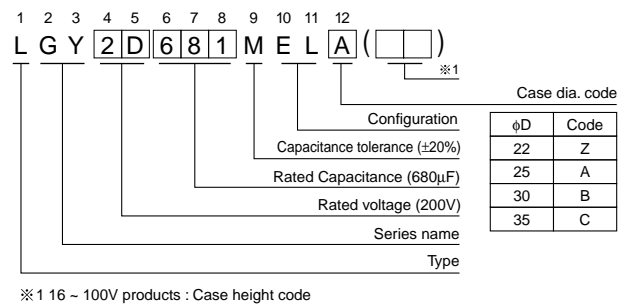 1 2 3 4 5 6 7 8 9 10 11 12
L G Y 2 D 6 8 1 M E L A ( )
※1
Case dia. code
Configuration
Capacitance tolerance (±20%)
Rated Capacitance (680µF)
Rated voltage (200V)
Series name
Type
ϕD Code
22 Z
25 A
30 B
35 C
※1 16 ~ 100V products : Case height code